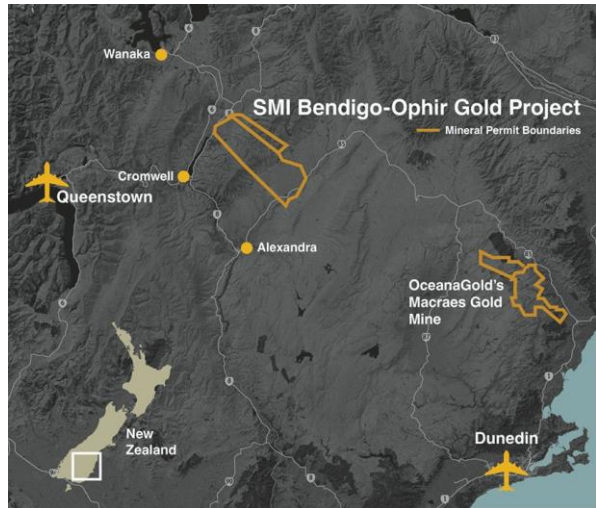 Wanaka
SMI Bendigo-Ophir Gold Project
Mineral Permit Boundaries
Cromwell
Queenstown
Alexandra
OceanaGold's
Macraes Gold
Mine
New
Zealand
Dunedin